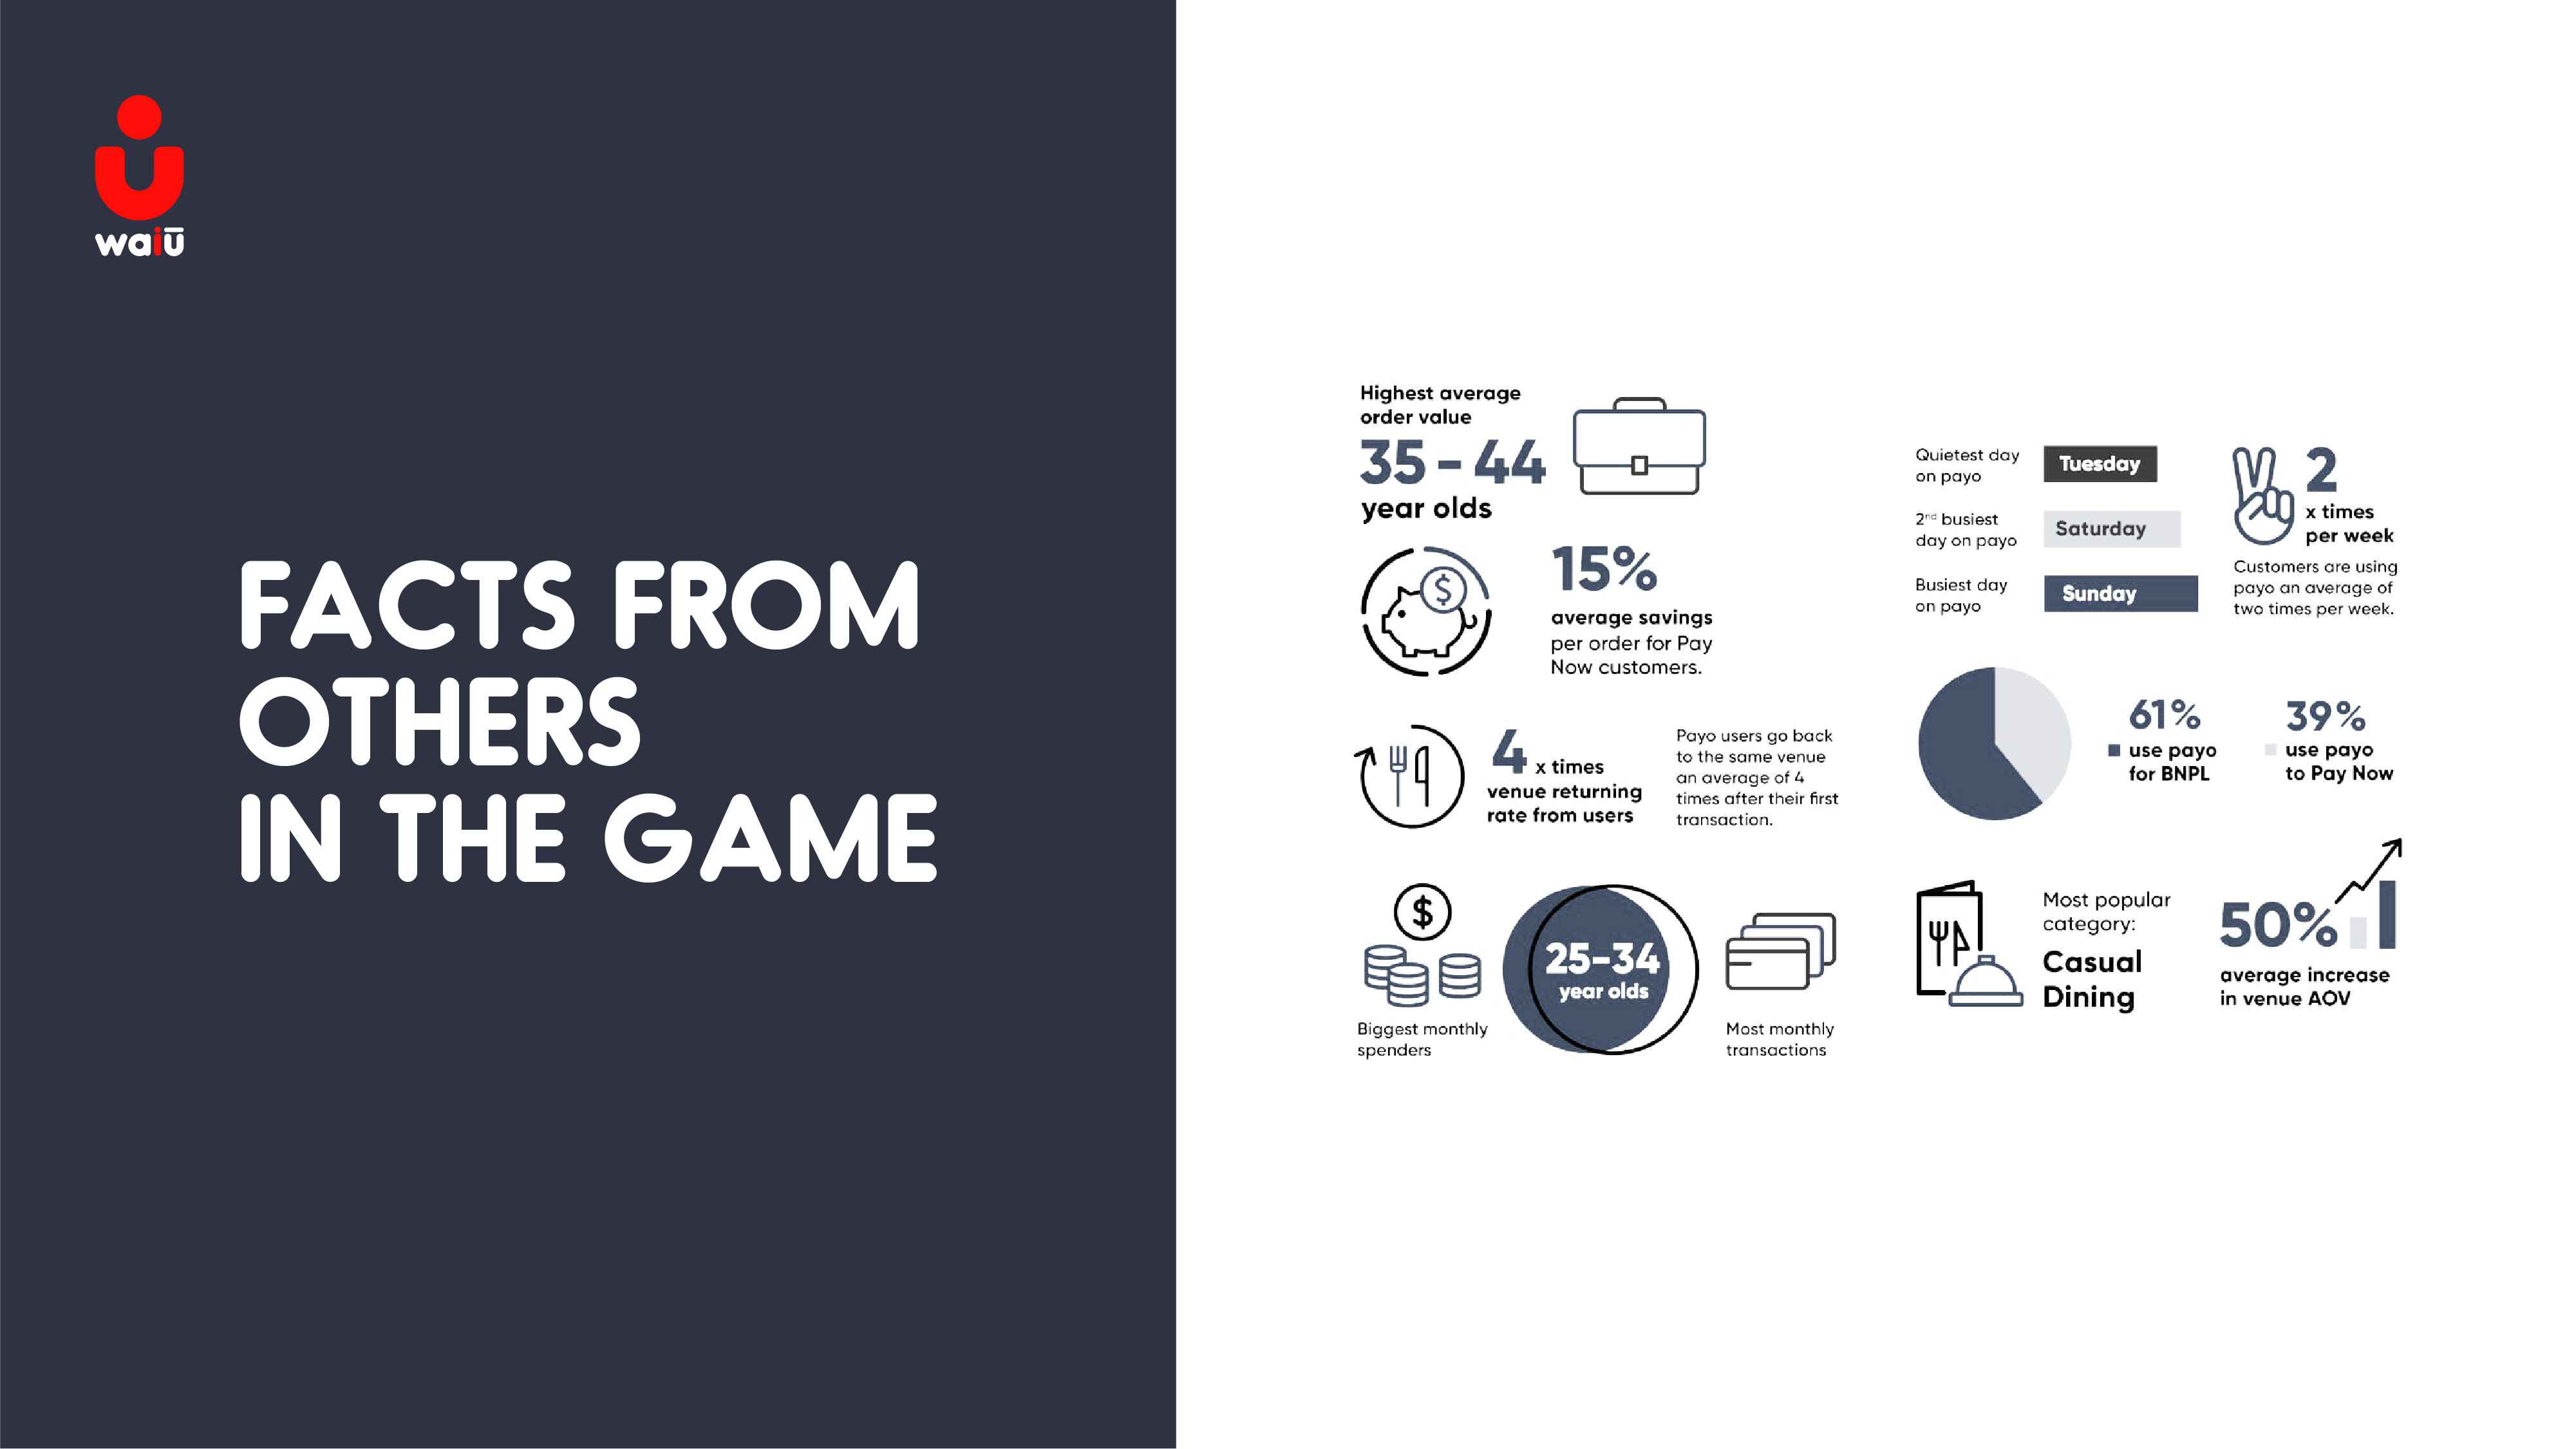 waiū
FACTS FROM
OTHERS
IN THE GAME
Highest average
order value
35 - 44
year olds
$
15%
average savings
per order for Pay
Now customers.
4 x times
venue returning
rate from users
Payo users go back
to the same venue
an average of 4
times after their first
transaction.
$
Biggest monthly
spenders
25-34
year olds
Most monthly
transactions
Quietest day
on payo
Tuesday
2nd busiest
day on payo
Saturday
Busiest day
on payo
Sunday
2
x times
per week
Customers are using
payo an average of
two times per week.
61%
use payo
for BNPL
39%
use payo
to Pay Now
Most popular
category:
Casual
Dining
50%
average increase
in venue AOV